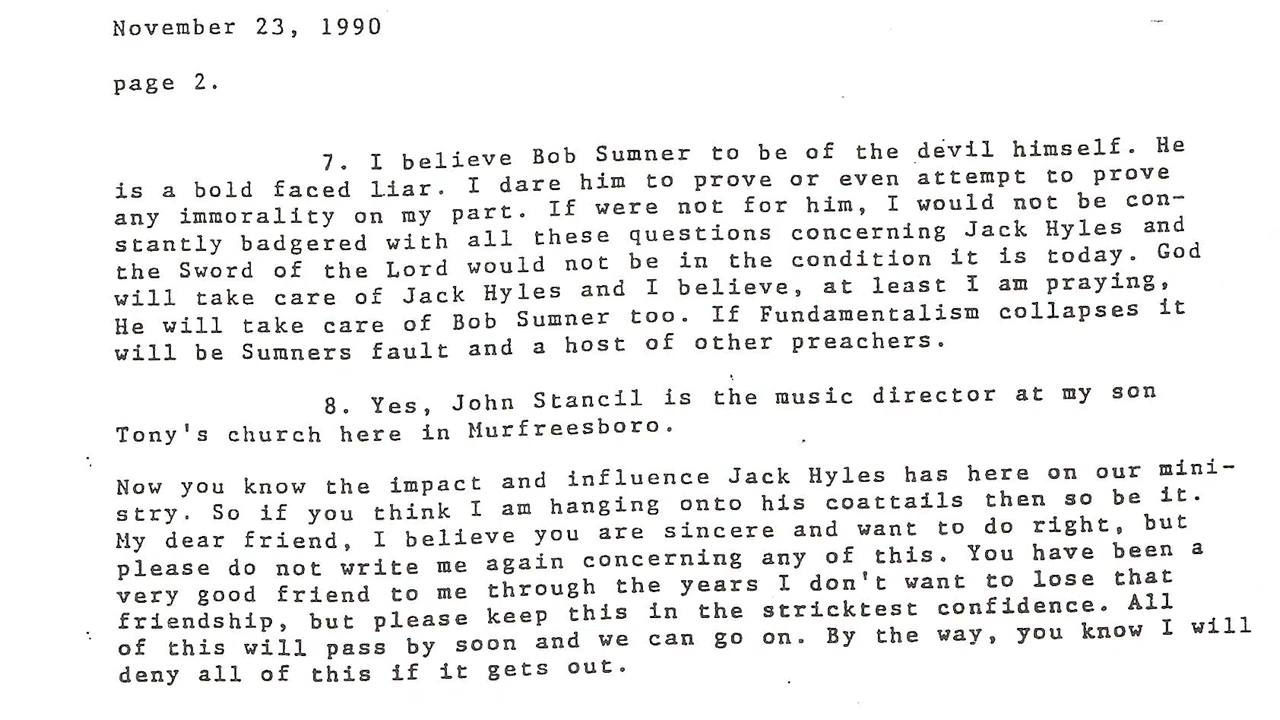 November 23, 1990
page 2.
7. I believe Bob Sumner to be of the devil himself. He
is a bold faced liar. I dare him to prove or even attempt to prove
any immorality on my part. If were not for him, I would not be con-
stantly badgered with all these questions concerning Jack Hyles and
the Sword of the Lord would not be in the condition it is today. God
will take care of Jack Hyles and I believe, at least I am praying,
He will take care of Bob Sumner too. If Fundamentalism collapses it
will be Sumners fault and a host of other preachers.
8. Yes, John Stancil is the music director at my son
Tony's church here in Murfreesboro.
Now you know the impact and influence Jack Hyles has here on our mini-
stry. So if you think I am hanging onto his coattails then so be it.
My dear friend, I believe you are sincere and want to do right, but
please do not write me again concerning any of this. You have been a
very good friend to me through the years I don't want to lose that
friendship, but please keep this in the stricktest confidence. All
of this will pass by soon and we can go on. By the way, you know I will
deny all of this if it gets out.